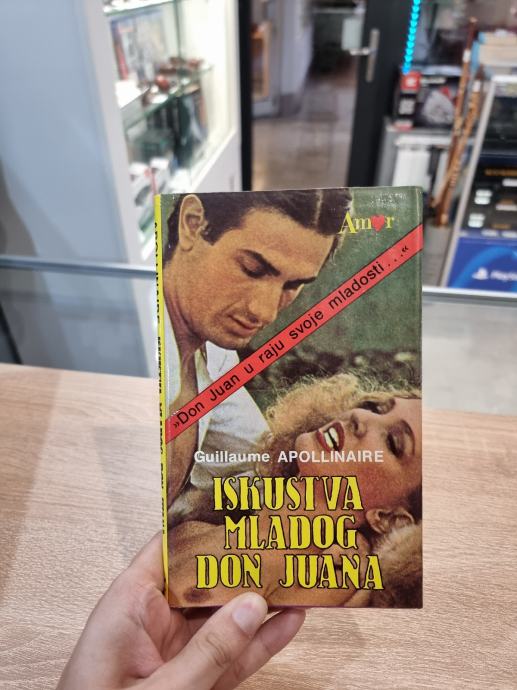 Amor
»Don Juan u raju svoje mladosti...«
Guillaume APOLLINAIRE
ISKUSTVA
MLADOG
DON JUANA